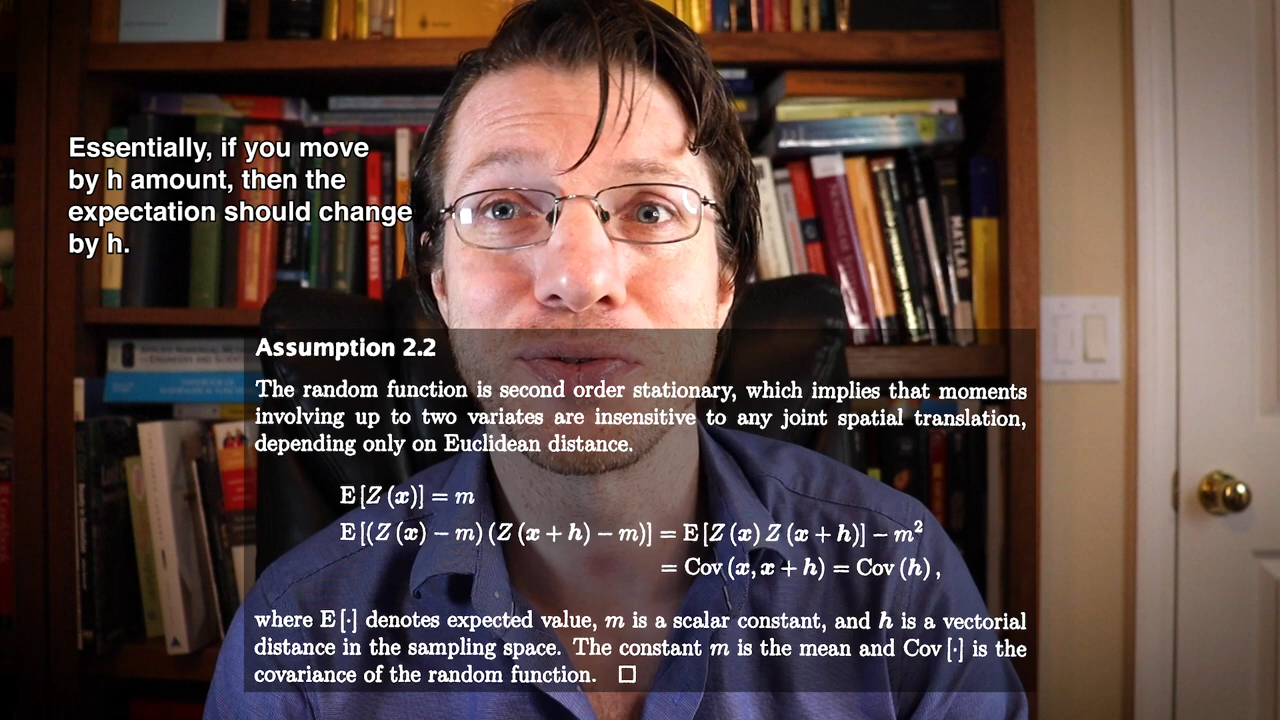 Essentially, if you move
by h amount, then the
expectation should change
by h.
MATLAB
Assumption 2.2
The random function is second order stationary, which implies that moments
involving up to two variates are insensitive to any joint spatial translation,
depending only on Euclidean distance.
E [Z (x)] = m
E [(Z (x) − m) (Z (x + h) − m)] = E [Z (x) Z (x + h)] − m²
= Cov (x, x + h) = Cov (h) ,
where E [·] denotes expected value, m is a scalar constant, and h is a vectorial
distance in the sampling space. The constant m is the mean and Cov [·] is the
covariance of the random function. □